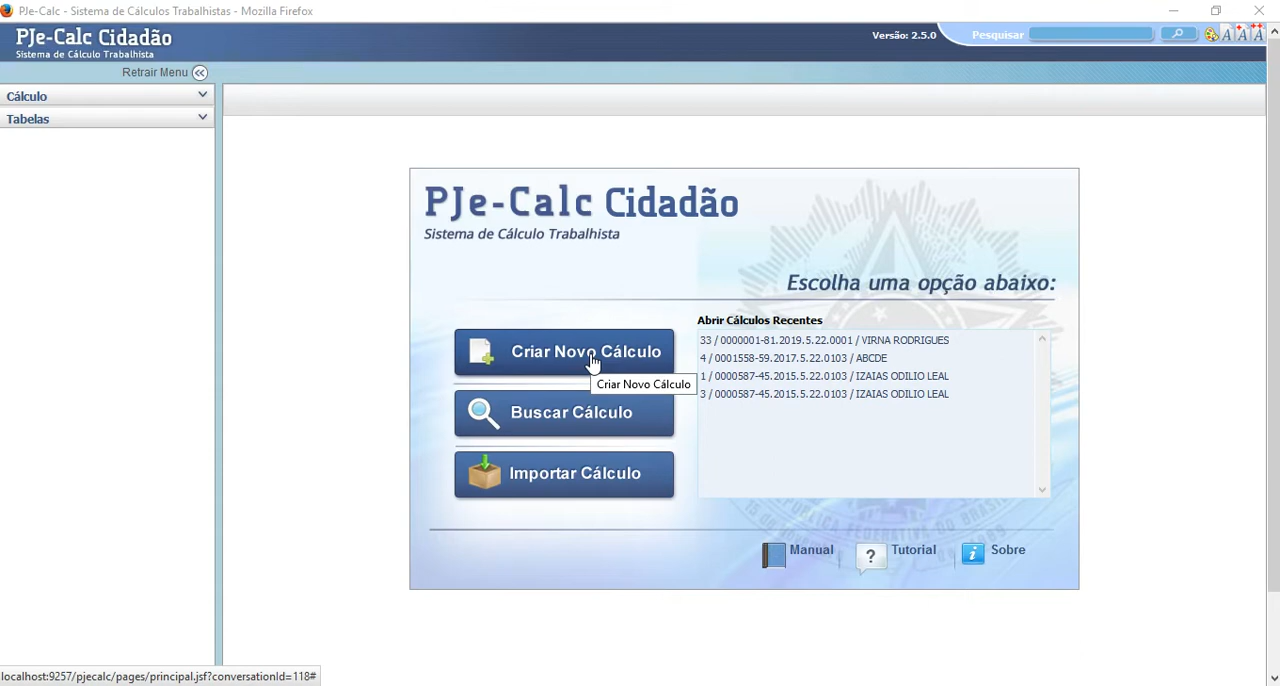 PJe-Calc - Sistema de Cálculos Trabalhistas - Mozilla Firefox
PJe-Calc Cidadão
Sistema de Cálculo Trabalhista
Versão: 2.5.0
Pesquisar
A A A
Retrair Menu
Cálculo
Tabelas
PJe-Calc Cidadão
Sistema de Cálculo Trabalhista
Escolha uma opção abaixo:
Criar Novo Cálculo
Criar Novo Cálculo
Buscar Cálculo
Importar Cálculo
Abrir Cálculos Recentes
33 / 0000001-81.2019.5.22.0001 / VIRNA RODRIGUES
4 / 0001558-59.2017.5.22.0103 / ABCDE
1 / 0000587-45.2015.5.22.0103 / IZAIAS ODILIO LEAL
3 / 0000587-45.2015.5.22.0103 / IZAIAS ODILIO LEAL
Manual
? Tutorial
i Sobre
localhost:9257/pjecalc/pages/principal.jsf?conversationId=118#